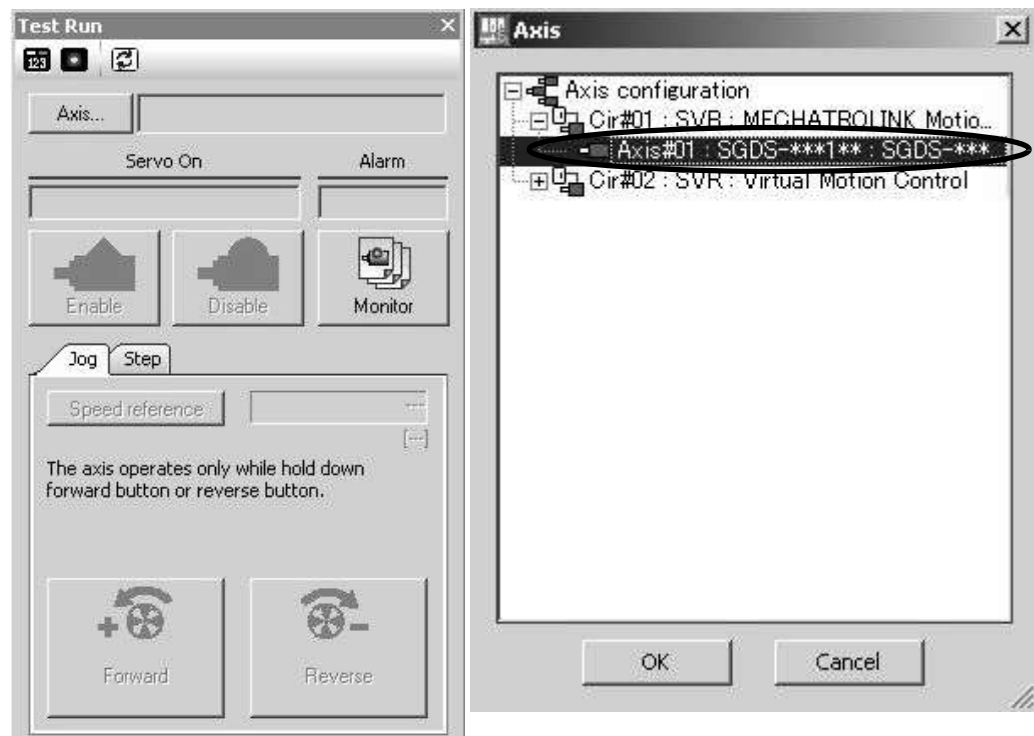 Test Run
123
Axis...
Servo On
Alarm
Enable
Disable
Monitor
Jog
Step
Speed reference
---
[---]
The axis operates only while hold down
forward button or reverse button.
+
Forward
-
Reverse
Axis
Axis configuration
Cir#01 : SVB : MECHATROLINK Motio...
Axis#01 : SGDS-***1** : SGDS-***
Cir#02 : SVR : Virtual Motion Control
OK
Cancel